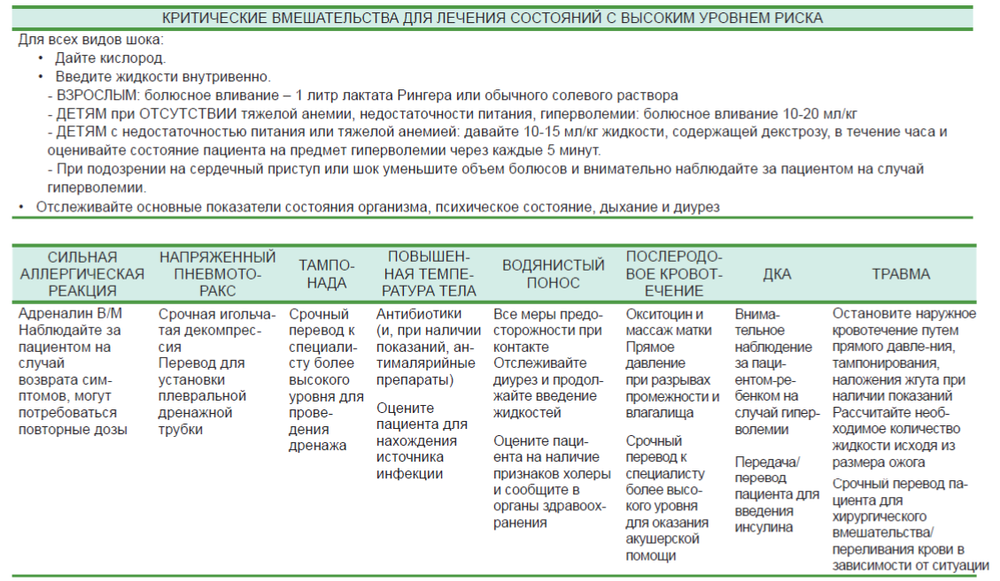 КРИТИЧЕСКИЕ ВМЕШАТЕЛЬСТВА ДЛЯ ЛЕЧЕНИЯ СОСТОЯНИЙ С ВЫСОКИМ УРОВНЕМ РИСКА
Для всех видов шока:
• Дайте кислород.
• Введите жидкости внутривенно.
- ВЗРОСЛЫМ: болюсное вливание – 1 литр лактата Рингера или обычного солевого раствора
- ДЕТЯМ при ОТСУТСТВИИ тяжелой анемии, недостаточности питания, гиперволемии: болюсное вливание 10-20 мл/кг
- ДЕТЯМ с недостаточностью питания или тяжелой анемией: давайте 10-15 мл/кг жидкости, содержащей декстрозу, в течение часа и
оценивайте состояние пациента на предмет гиперволемии через каждые 5 минут.
- При подозрении на сердечный приступ или шок уменьшите объем болюсов и внимательно наблюдайте за пациентом на случай
гиперволемии.
• Отслеживайте основные показатели состояния организма, психическое состояние, дыхание и диурез
СИЛЬНАЯ
АЛЛЕРГИЧЕСКАЯ
РЕАКЦИЯ
Адреналин В/М
Наблюдайте за
пациентом на
случай
возврата сим-
птомов, могут
потребоваться
повторные дозы
НАПРЯЖЕННЫЙ
ПНЕВМОТО-
РАКС
Срочная игольча-
тая декомпрес-
сия
Перевод для
установки
плевральной
дренажной
трубки
ТАМПО-
НАДА
Срочный
перевод к
специали-
сту более
высокого
уровня для
прове-
дения
дренажа
ПОВЫШЕН-
НАЯ ТЕМПЕ-
РАТУРА ТЕЛА
Антибиотики
(и, при наличии
показаний, ан-
тималярийные
препараты)
Оцените
пациента для
нахождения
источника
инфекции
ВОДЯНИСТЫЙ
ПОНОС
Все меры предо-
сторожности при
контакте
Отслеживайте
диурез и продол-
жайте введение
жидкостей
Оцените паци-
ента на наличие
признаков холеры
и сообщите в
органы здравоох-
ранения
ПОСЛЕРОДО-
ВОЕ КРОВОТ-
ЕЧЕНИЕ
Окситоцин и
массаж матки
Прямое
давление
при разрывах
промежности и
влагалища
Срочный
перевод к
специалисту
более высо-
кого уровня
для оказания
акушерской
помощи
ДКА
Внима-
тельное
наблюдение
за паци-
ентом-ре-
бенком на
случай гипер-
волемии
Передача/
перевод
пациента для
введения
инсулина
ТРАВМА
Остановите наружное
кровотечение путем
прямого давле-ния,
тампонирования,
наложения жгута при
наличии показаний
Рассчитайте необ-
ходимое количество
жидкости исходя из
размера ожога
Срочный перевод па-
циента для
хирургического
вмешательства/
переливания крови в
зависимости от ситуации